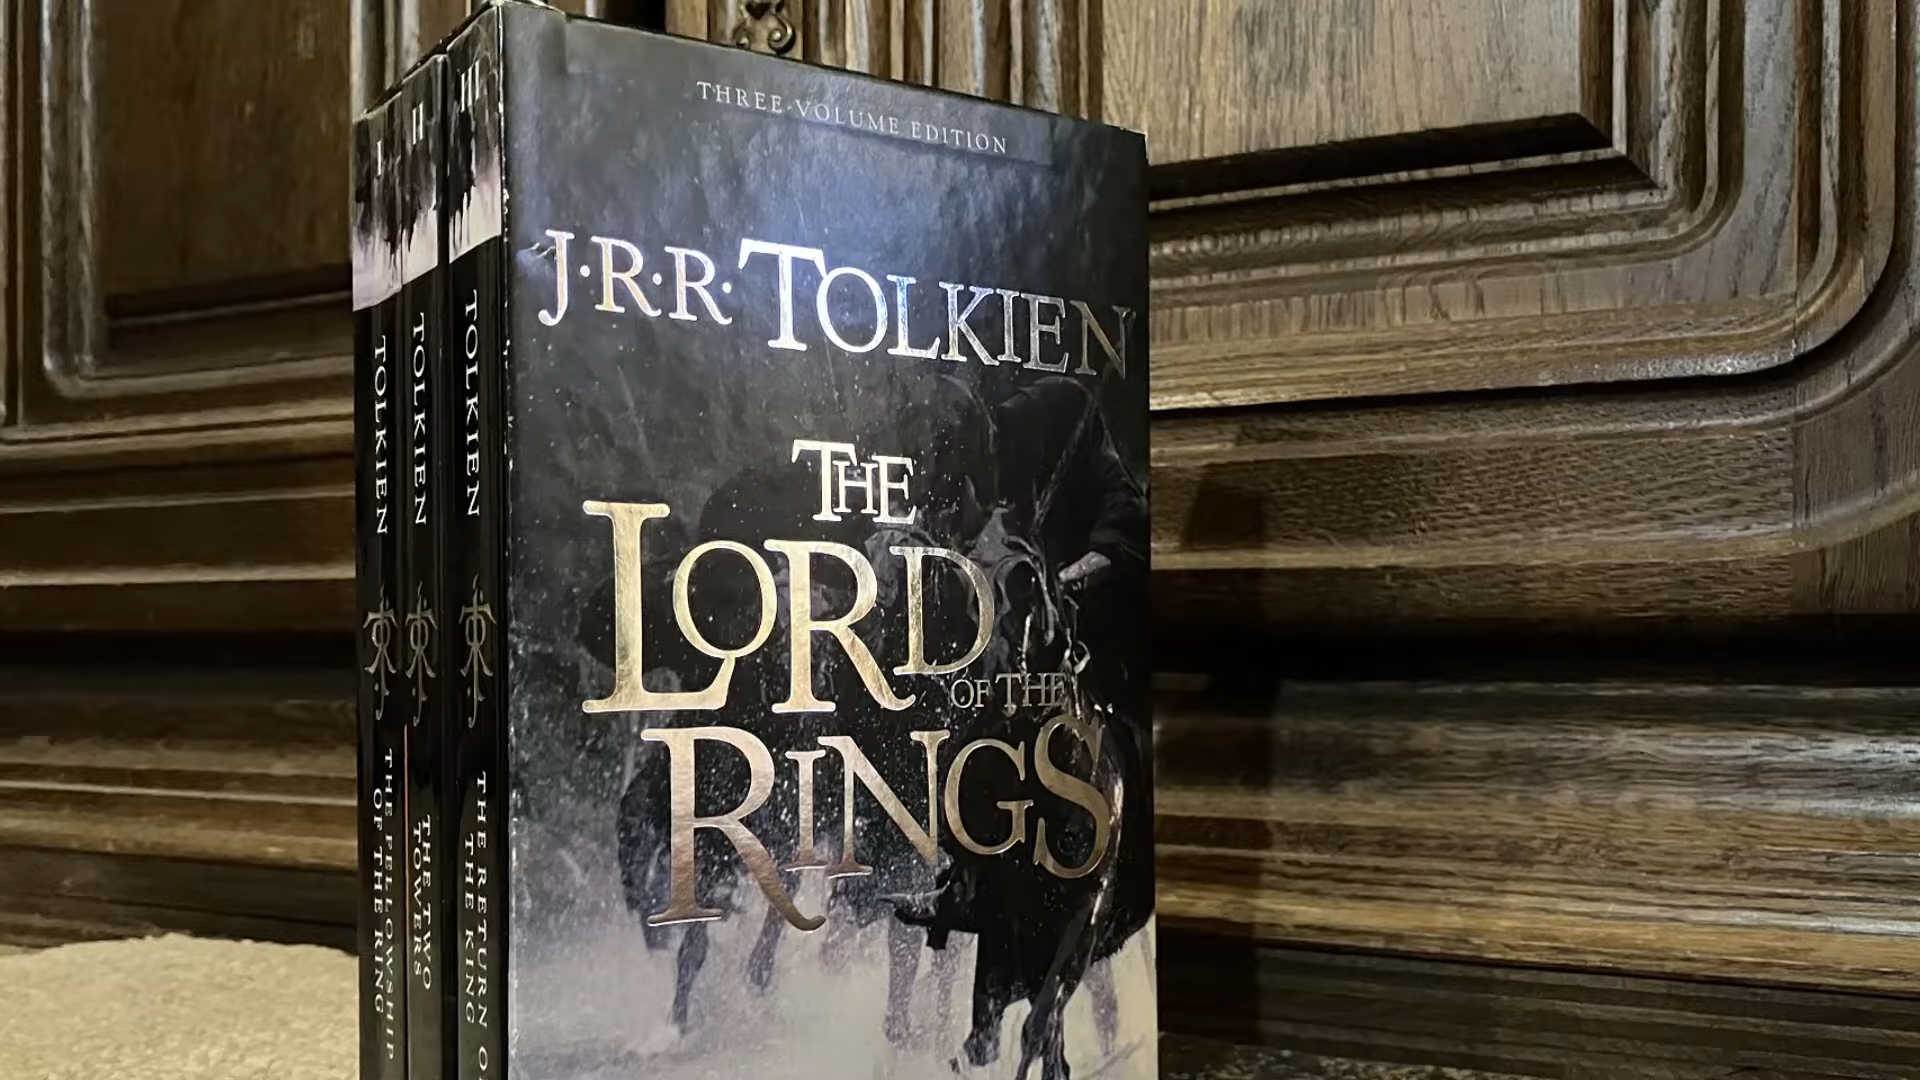 I
TOLKIEN
THE FELLOWSHIP
OF THE RING
II
TOLKIEN
THE TWO
TOWERS
III
TOLKIEN
THE RETURN O
THE KING
THREE-VOLUME EDITION
J·R·R·TOLKIEN
THE
LORD
OF THE
RINGS